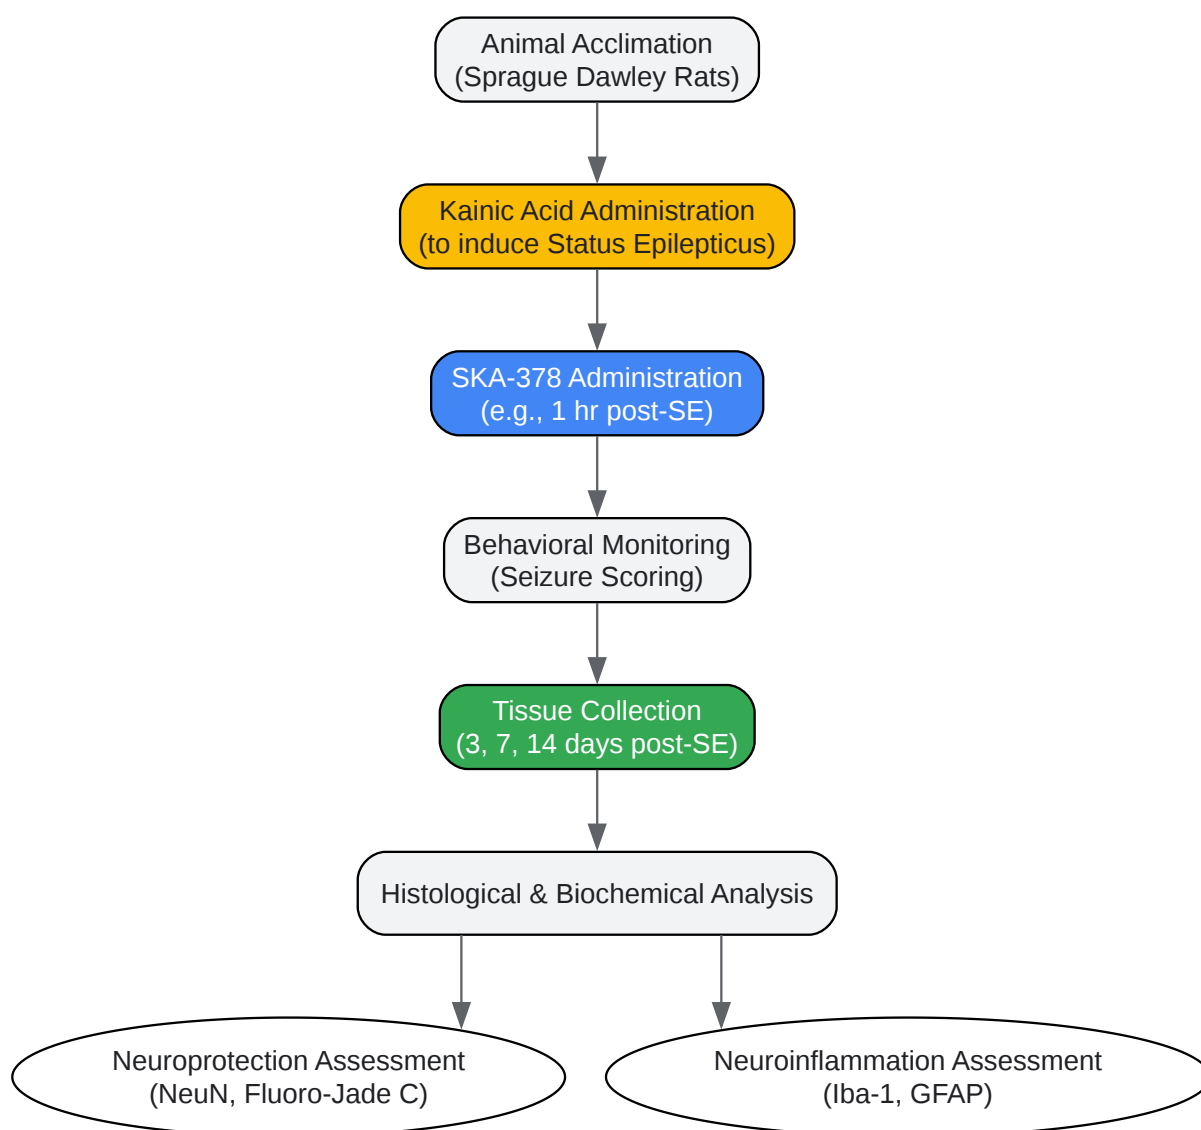 Animal Acclimation
(Sprague Dawley Rats)
Kainic Acid Administration
(to induce Status Epilepticus)
SKA-378 Administration
(e.g., 1 hr post-SE)
Behavioral Monitoring
(Seizure Scoring)
Tissue Collection
(3, 7, 14 days post-SE)
Histological & Biochemical Analysis
Neuroprotection Assessment
(NeuN, Fluoro-Jade C)
Neuroinflammation Assessment
(Iba-1, GFAP)